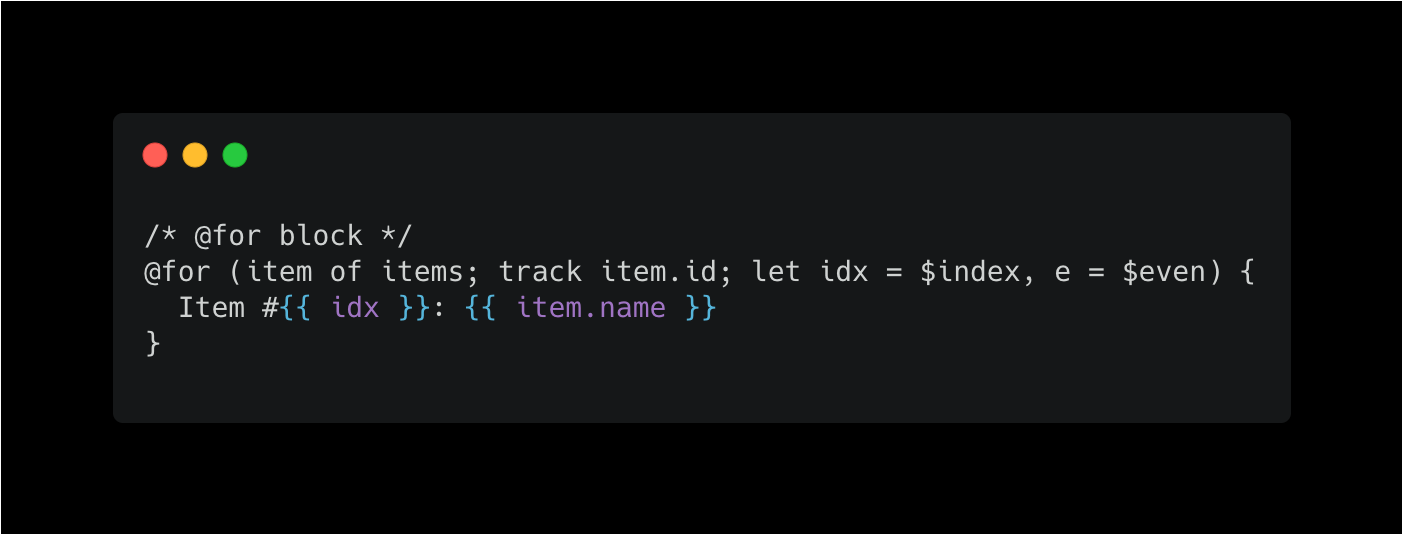 /* @for block */
@for (item of items; track item.id; let idx = $index, e = $even) {
  Item #{{ idx }}: {{ item.name }}
}